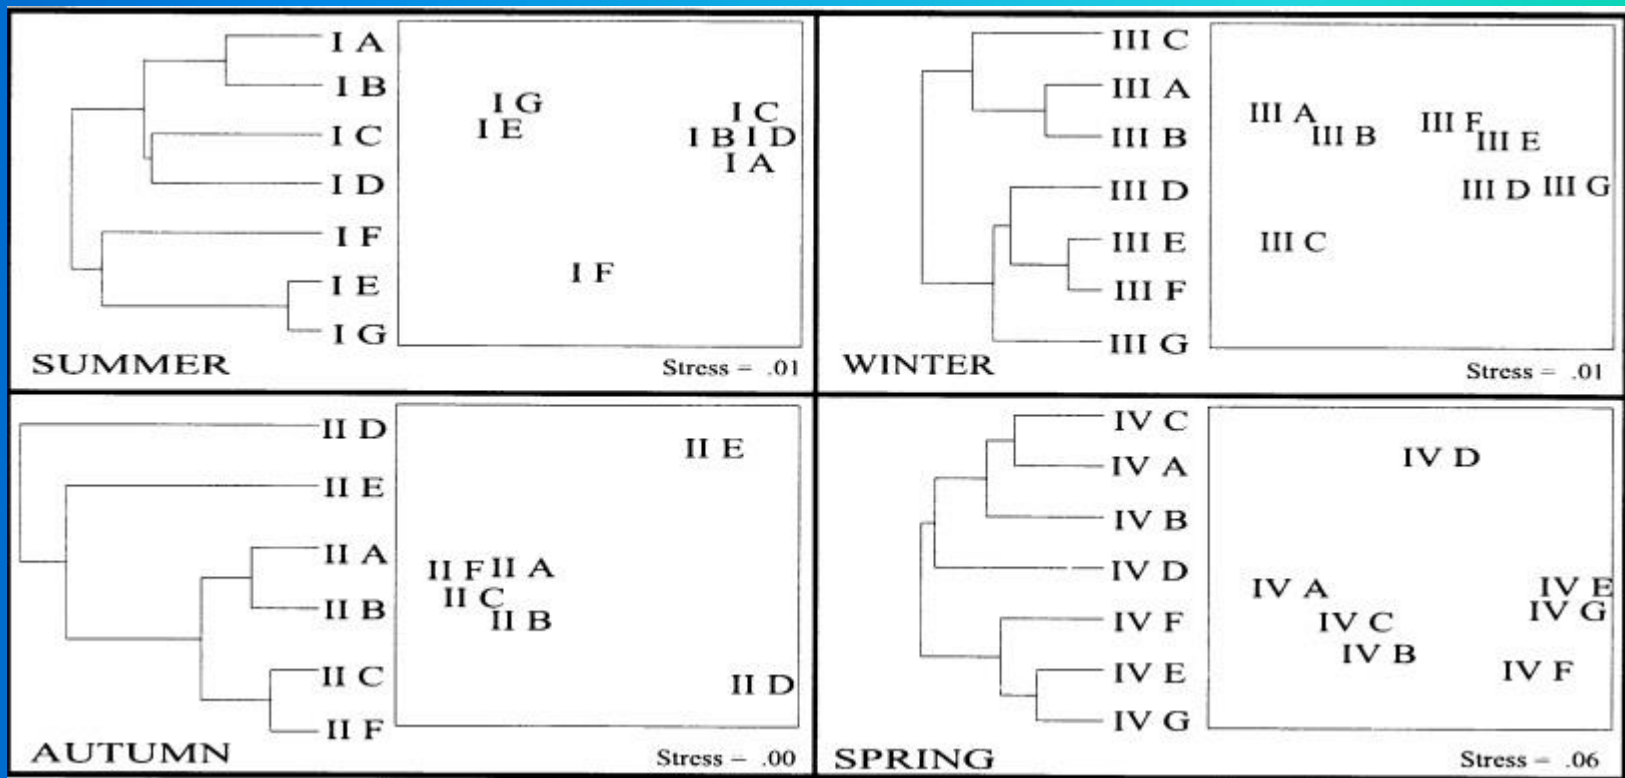 I A
I B
I C
I D
I F
I E
I G
SUMMER
I G
I E
I C
I B I D
I A
I F
Stress = .01
III C
III A
III B
III D
III E
III F
III G
WINTER
III A
III B
III F
III E
III D
III G
III C
Stress = .01
II D
II E
II A
II B
II C
II F
AUTUMN
II E
II F II A
II C
II B
II D
Stress = .00
IV C
IV A
IV B
IV D
IV F
IV E
IV G
SPRING
IV D
IV A
IV E
IV C
IV G
IV B
IV F
Stress = .06